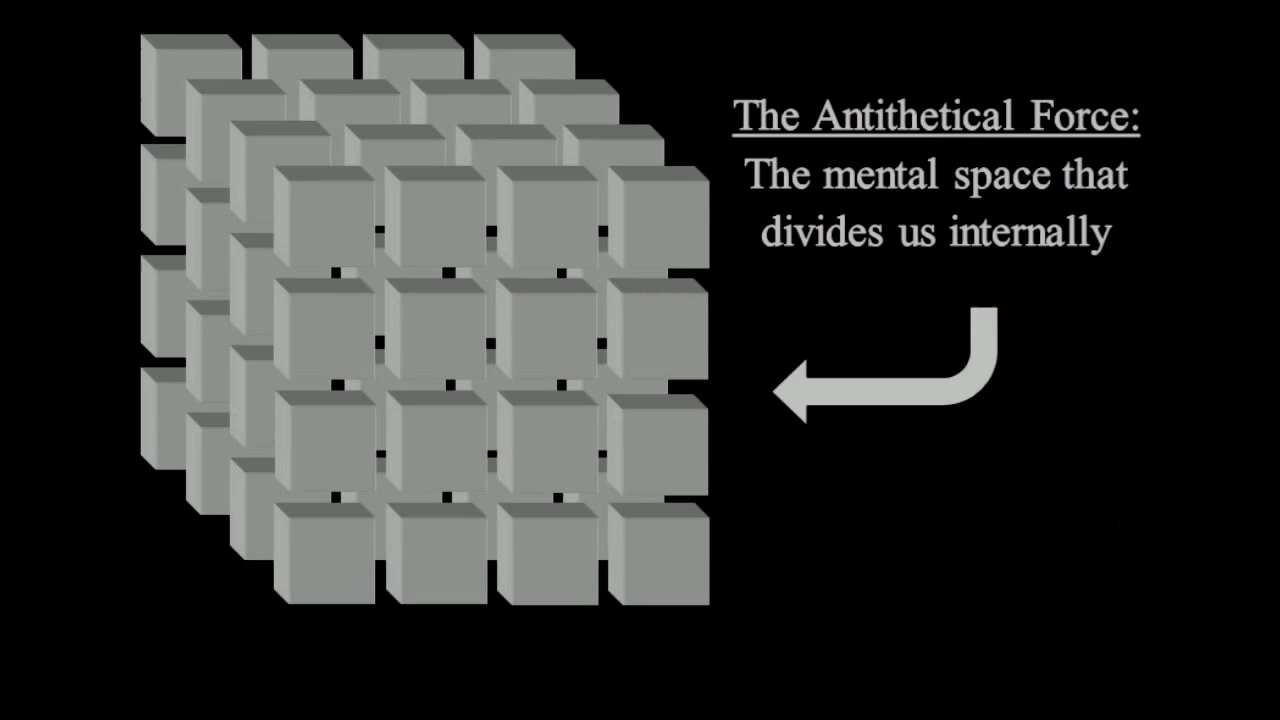 The Antithetical Force:
The mental space that
divides us internally